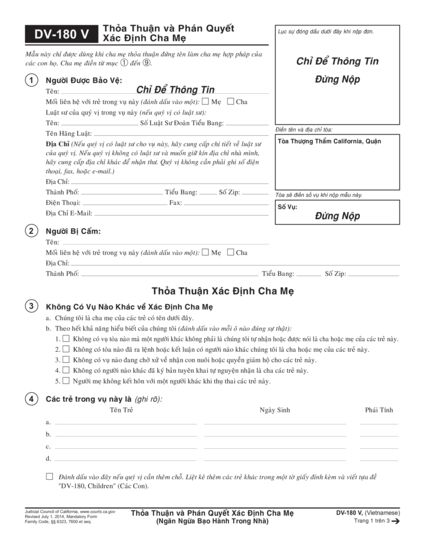 DV-180 V
Thỏa Thuận và Phán Quyết
Xác Định Cha Mẹ
Lục sự đóng dấu dưới đây khi nộp đơn.
Chỉ Để Thông Tin
Đừng Nộp
Mẫu này chỉ được dùng khi cha mẹ thỏa thuận đứng tên làm cha mẹ hợp pháp của
các con họ. Cha mẹ điền từ mục ① đến ⑨.
1 Người Được Bảo Vệ:
Tên: Chỉ Để Thông Tin
Mối liên hệ với trẻ trong vụ này (đánh dấu vào một): Mẹ Cha
Luật sư của quý vị trong vụ này (nếu quý vị có luật sư):
Tên: Số Luật Sư Đoàn Tiểu Bang:
Tên Hãng Luật:
Điền tên và địa chỉ tòa:
Tòa Thượng Thẩm California, Quận
Địa Chỉ (Nếu quý vị có luật sư cho vụ này, hãy cung cấp chi tiết về luật sư
của quý vị. Nếu quý vị không có luật sư và muốn giữ kín địa chỉ nhà mình,
hãy cung cấp địa chỉ khác để nhận thư. Quý vị không cần phải ghi số điện
thoại, fax, hoặc e-mail.)
Địa Chỉ:
Thành Phố: Tiểu Bang: Số Zip:
Điện Thoại: Fax:
Địa Chỉ E-Mail:
Tòa sẽ điền số vụ khi nộp mẫu này.
Số Vụ:
Đừng Nộp
2 Người Bị Cấm:
Tên:
Mối liên hệ với trẻ trong vụ này (đánh dấu vào một): Mẹ Cha
Địa Chỉ:
Thành Phố: Tiểu Bang: Số Zip:
Thỏa Thuận Xác Định Cha Mẹ
3 Không Có Vụ Nào Khác về Xác Định Cha Mẹ
a. Chúng tôi là cha mẹ của các trẻ có tên dưới đây.
b. Theo hết khả năng hiểu biết của chúng tôi (đánh dấu vào mỗi ô nào đúng sự thật):
1. Không có vụ tòa nào mà một người khác không phải là chúng tôi tự nhận hoặc được nói là cha hoặc mẹ của các trẻ này.
2. Không có tòa nào đã ra lệnh hoặc kết luận có người nào khác chúng tôi là cha hoặc mẹ của các trẻ này.
3. Không có vụ nào đang chờ xử về nhận con nuôi hoặc quyền giám hộ cho các trẻ này.
4. Không có người nào khác đã ký bản tuyên khai tự nguyện nhận là cha các trẻ này.
5. Người mẹ không kết hôn với một người khác khi thụ thai các trẻ này.
4 Các trẻ trong vụ này là (ghi rõ):
Tên Trẻ Ngày Sinh Phái Tính
a.
b.
c.
d.
Đánh dấu vào đây nếu quý vị cần thêm chỗ. Liệt kê thêm các trẻ khác trong một tờ giấy đính kèm và viết tựa đề
"DV-180, Children" (Các Con).
Judicial Council of California, www.courts.ca.gov
Revised July 1, 2016, Mandatory Form
Family Code, §§ 6323, 7600 et seq.
Thỏa Thuận và Phán Quyết Xác Định Cha Mẹ
(Ngăn Ngừa Bạo Hành Trong Nhà)
DV-180 V, (Vietnamese)
Trang 1 trên 3